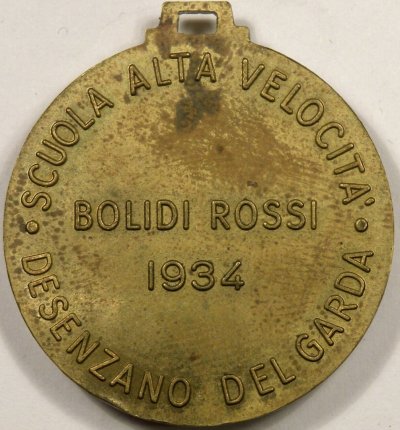 SCUOLA ALTA VELOCITA'
BOLIDI ROSSI
1934
DESENZANO DEL GARDA